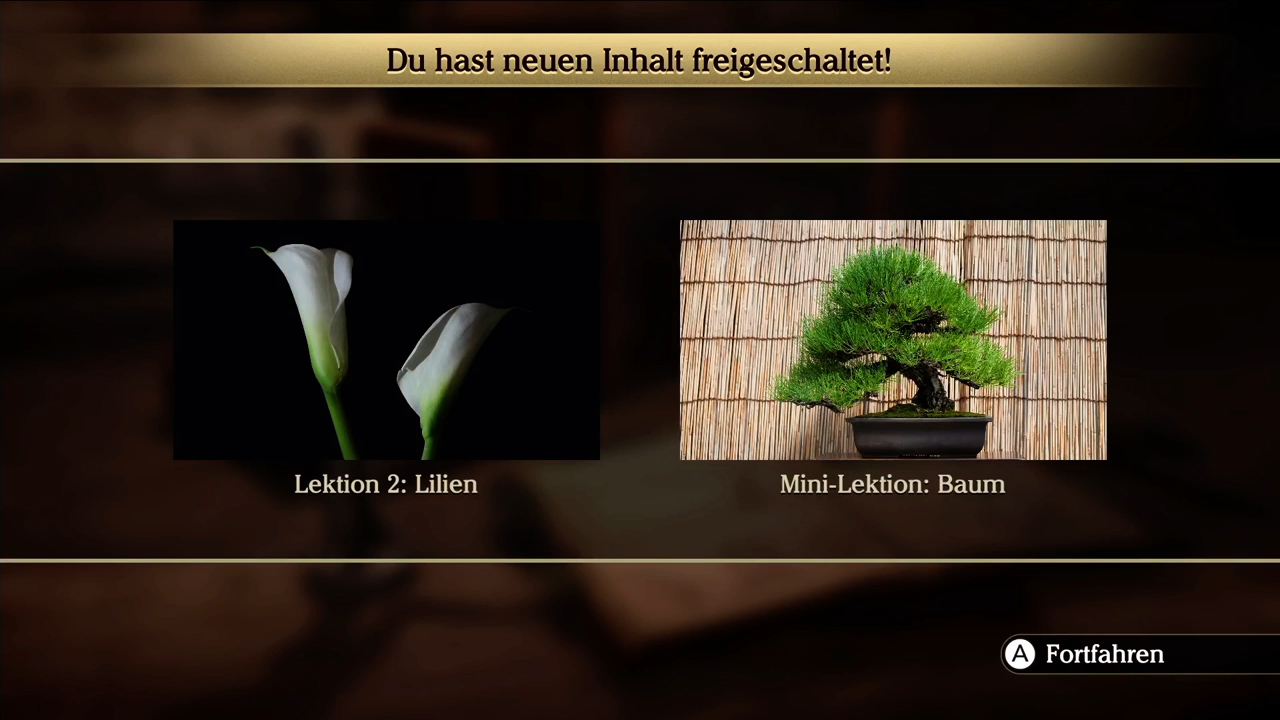 Du hast neuen Inhalt freigeschaltet!
Lektion 2: Lilien
Mini-Lektion: Baum
A Fortfahren